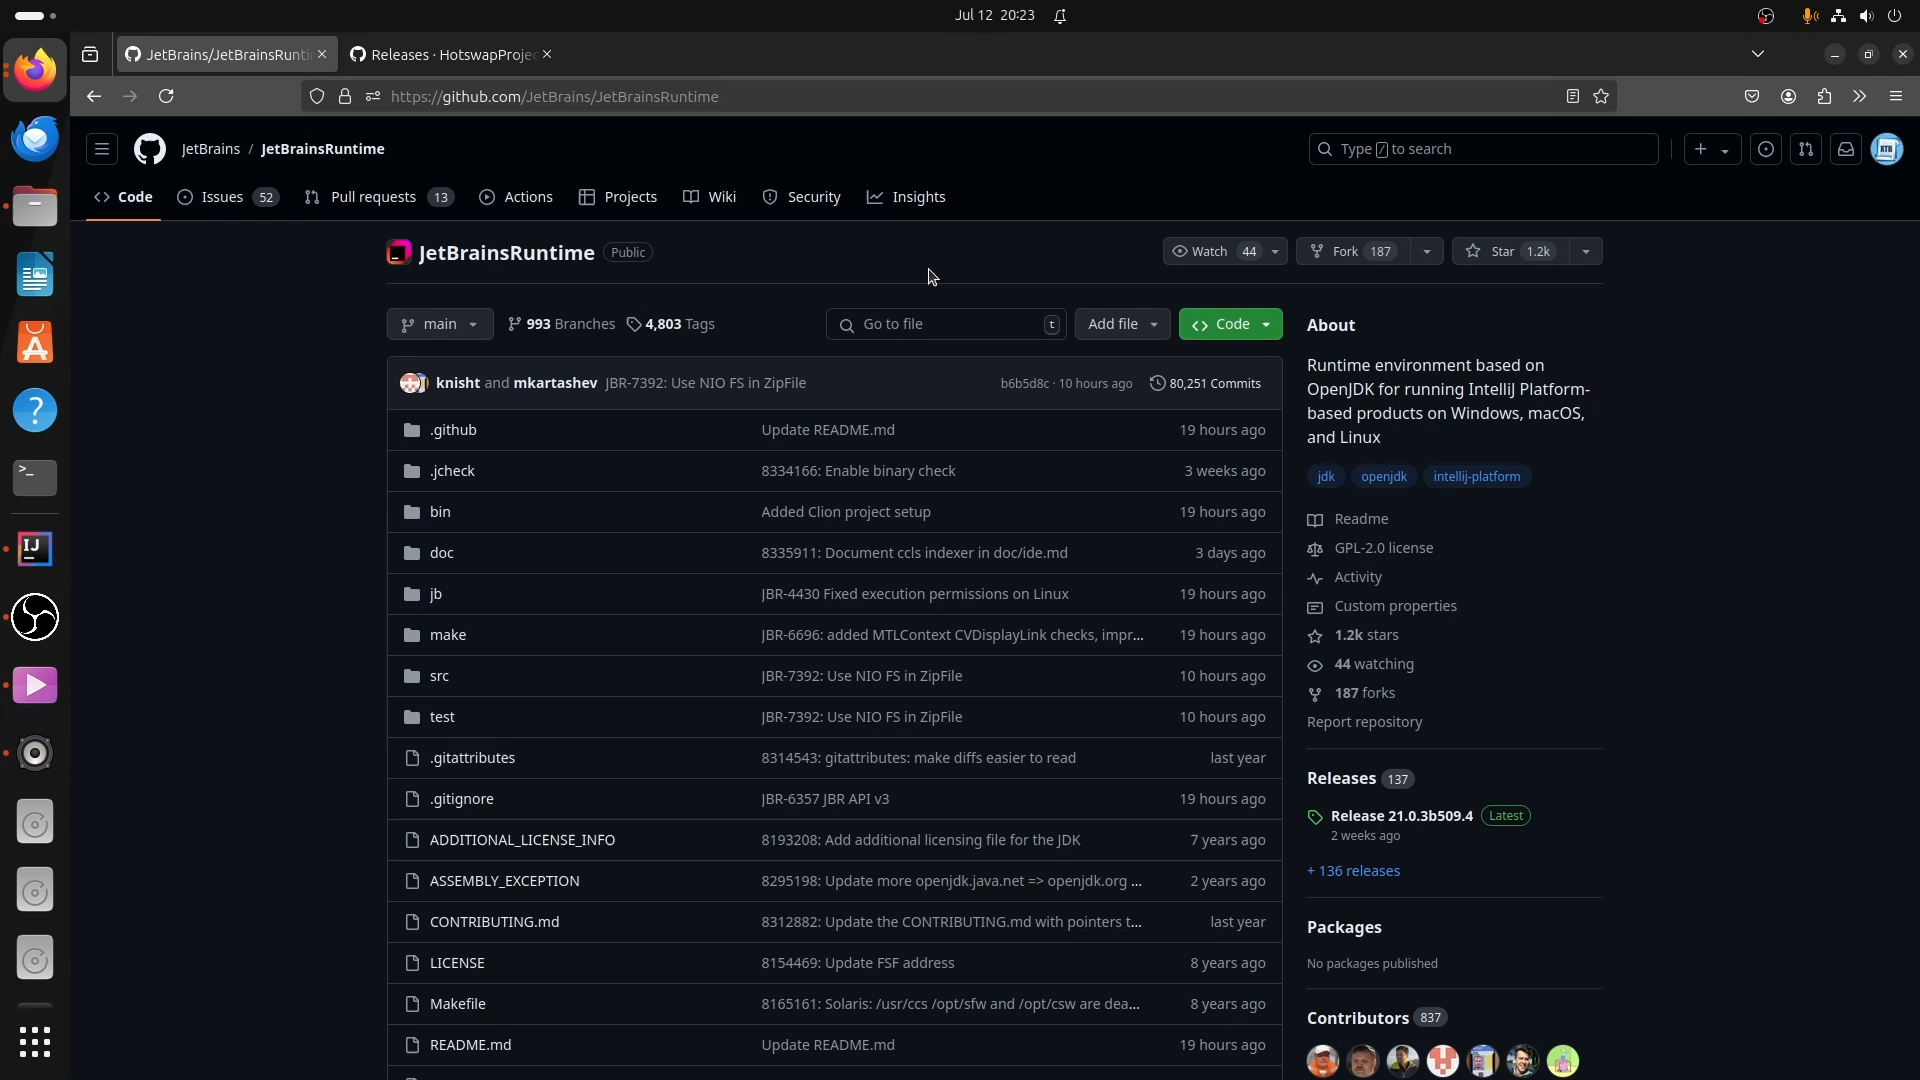 Jul 12 20:23
JetBrains/JetBrainsRunti
Releases · HotswapProjec
https://github.com/JetBrains/JetBrainsRuntime
JetBrains / JetBrainsRuntime
Type / to search
XTB
Code
Issues 52
Pull requests 13
Actions
Projects
Wiki
Security
Insights
JetBrainsRuntime Public
Watch 44
Fork 187
Star 1.2k
main
993 Branches
4,803 Tags
Go to file t
Add file
Code
knisht and mkartashev JBR-7392: Use NIO FS in ZipFile b6b5d8c · 10 hours ago 80,251 Commits
.github Update README.md 19 hours ago
.jcheck 8334166: Enable binary check 3 weeks ago
bin Added Clion project setup 19 hours ago
doc 8335911: Document ccls indexer in doc/ide.md 3 days ago
jb JBR-4430 Fixed execution permissions on Linux 19 hours ago
make JBR-6696: added MTLContext CVDisplayLink checks, impr... 19 hours ago
src JBR-7392: Use NIO FS in ZipFile 10 hours ago
test JBR-7392: Use NIO FS in ZipFile 10 hours ago
.gitattributes 8314543: gitattributes: make diffs easier to read last year
.gitignore JBR-6357 JBR API v3 19 hours ago
ADDITIONAL_LICENSE_INFO 8193208: Add additional licensing file for the JDK 7 years ago
ASSEMBLY_EXCEPTION 8295198: Update more openjdk.java.net => openjdk.org ... 2 years ago
CONTRIBUTING.md 8312882: Update the CONTRIBUTING.md with pointers t... last year
LICENSE 8154469: Update FSF address 8 years ago
Makefile 8165161: Solaris: /usr/ccs /opt/sfw and /opt/csw are dea... 8 years ago
README.md Update README.md 19 hours ago
About
Runtime environment based on
OpenJDK for running IntelliJ Platform-
based products on Windows, macOS,
and Linux
jdk openjdk intellij-platform
Readme
GPL-2.0 license
Activity
Custom properties
1.2k stars
44 watching
187 forks
Report repository
Releases 137
Release 21.0.3b509.4 Latest
2 weeks ago
+ 136 releases
Packages
No packages published
Contributors 837
>_
IJ
?
A